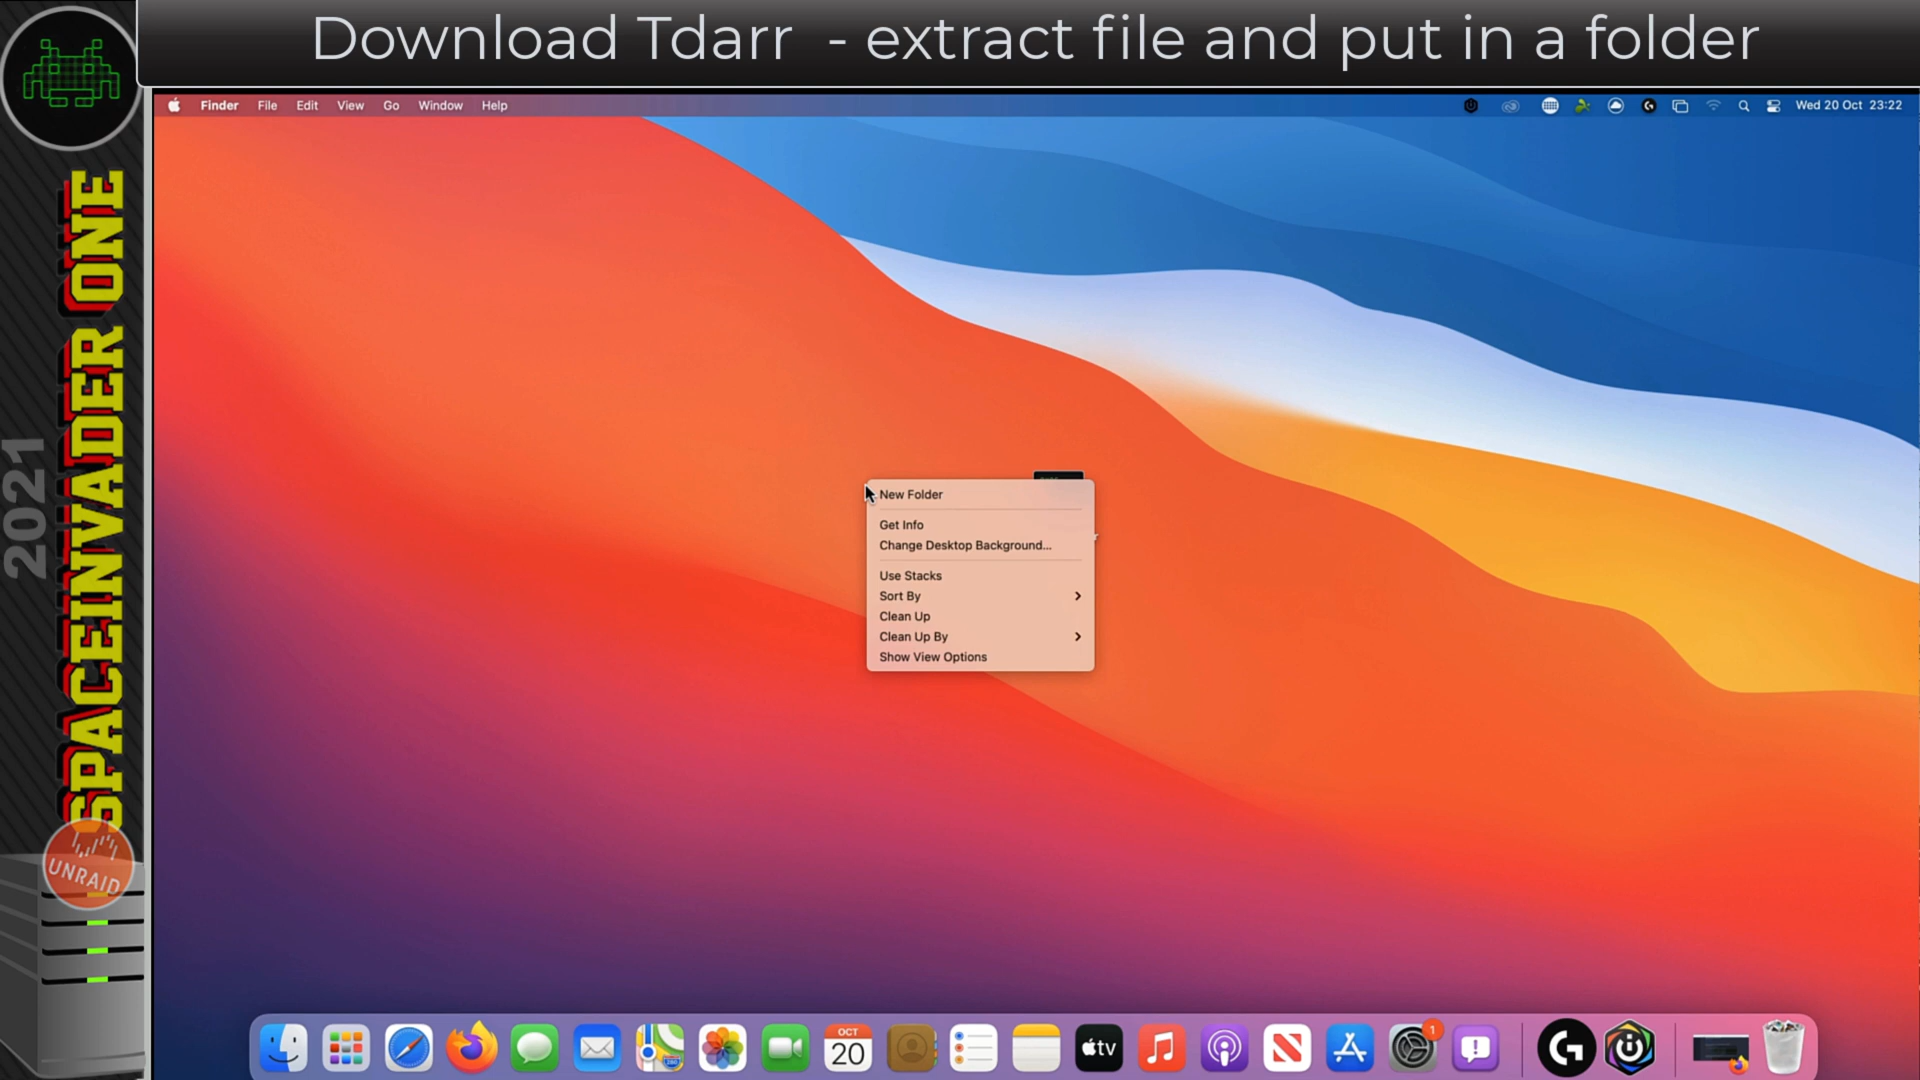 Download Tdarr - extract file and put in a folder
Finder File Edit View Go Window Help
Wed 20 Oct 23:22
2021
SPACEINVADER ONE
UNRAID
New Folder
Get Info
Change Desktop Background...
Use Stacks
Sort By
Clean Up
Clean Up By
Show View Options
OCT
20
tv
1